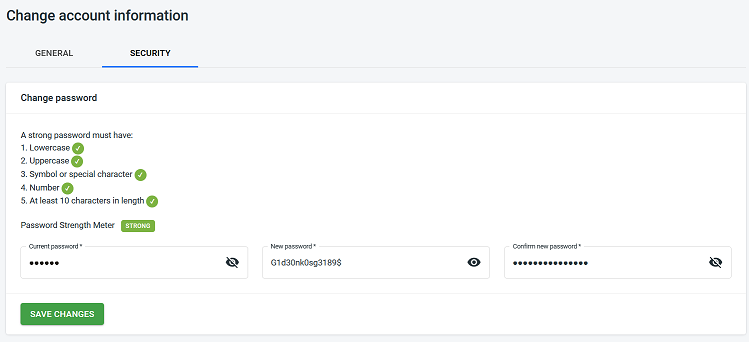 Change account information
GENERAL
SECURITY
Change password
A strong password must have:
1. Lowercase
2. Uppercase
3. Symbol or special character
4. Number
5. At least 10 characters in length
Password Strength Meter STRONG
Current password *
New password *
Confirm new password *
••••••
G1d30nk0sg3189$
•••••••••••••••
SAVE CHANGES